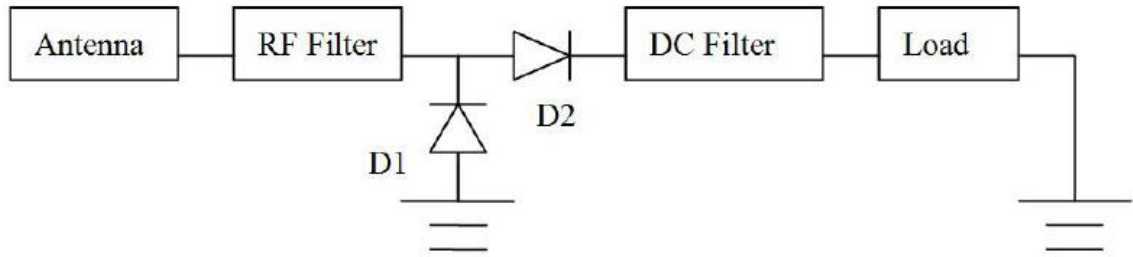 Antenna
RF Filter
DC Filter
Load
D2
D1